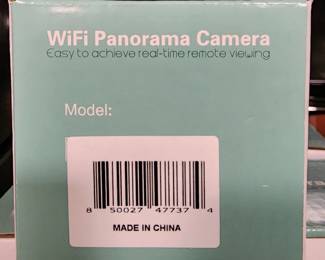 WiFi Panorama Camera
Easy to achieve real-time remote viewing
Model:
8 50027 47737 4
MADE IN CHINA